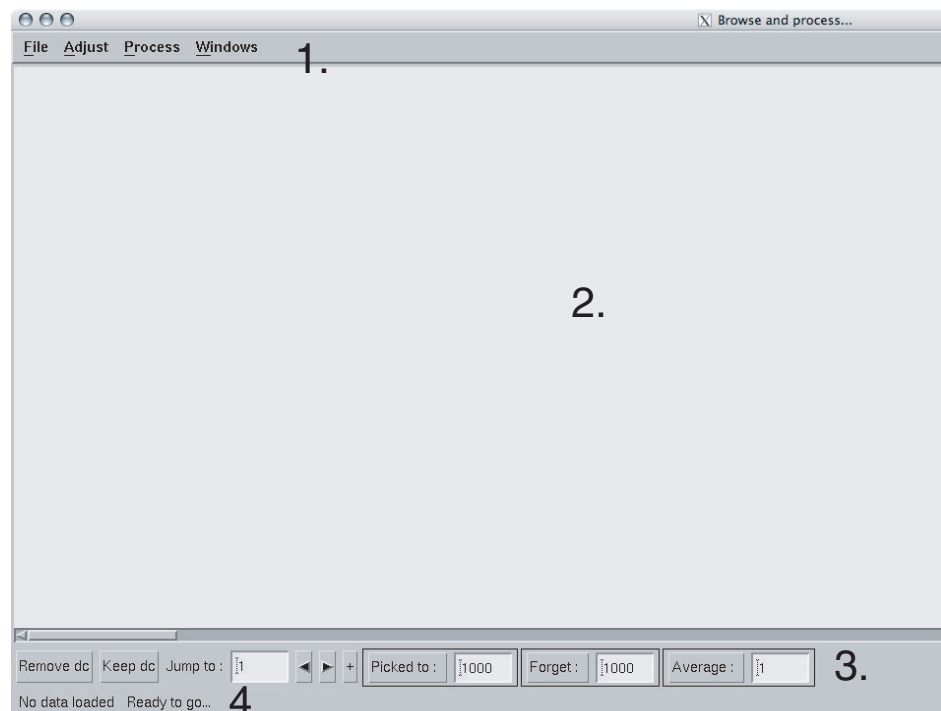 X Browse and process...
File Adjust Process Windows
1.
2.
Remove dc Keep dc Jump to : 1 + Picked to : 1000 Forget : 1000 Average : 1
3.
No data loaded Ready to go...
4